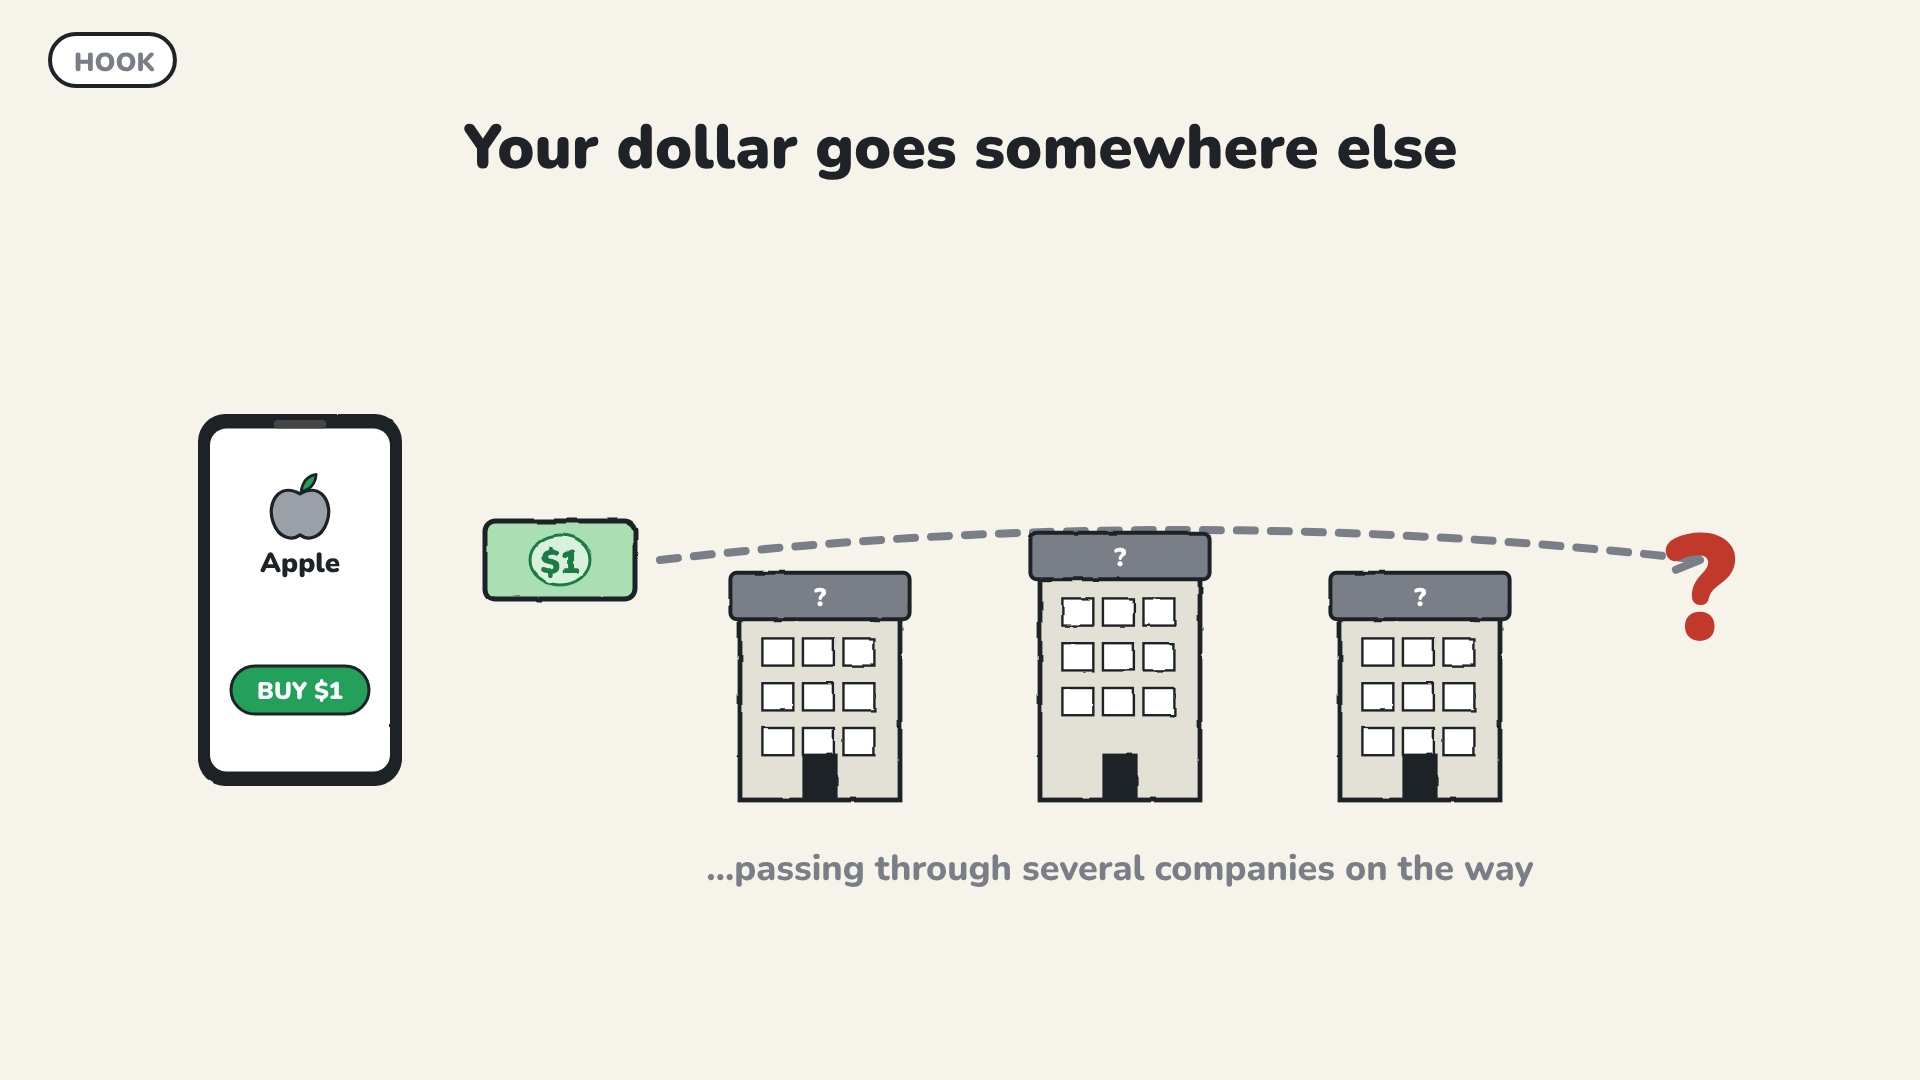 HOOK
Your dollar goes somewhere else
Apple
BUY $1
$1
?
?
?
?
...passing through several companies on the way